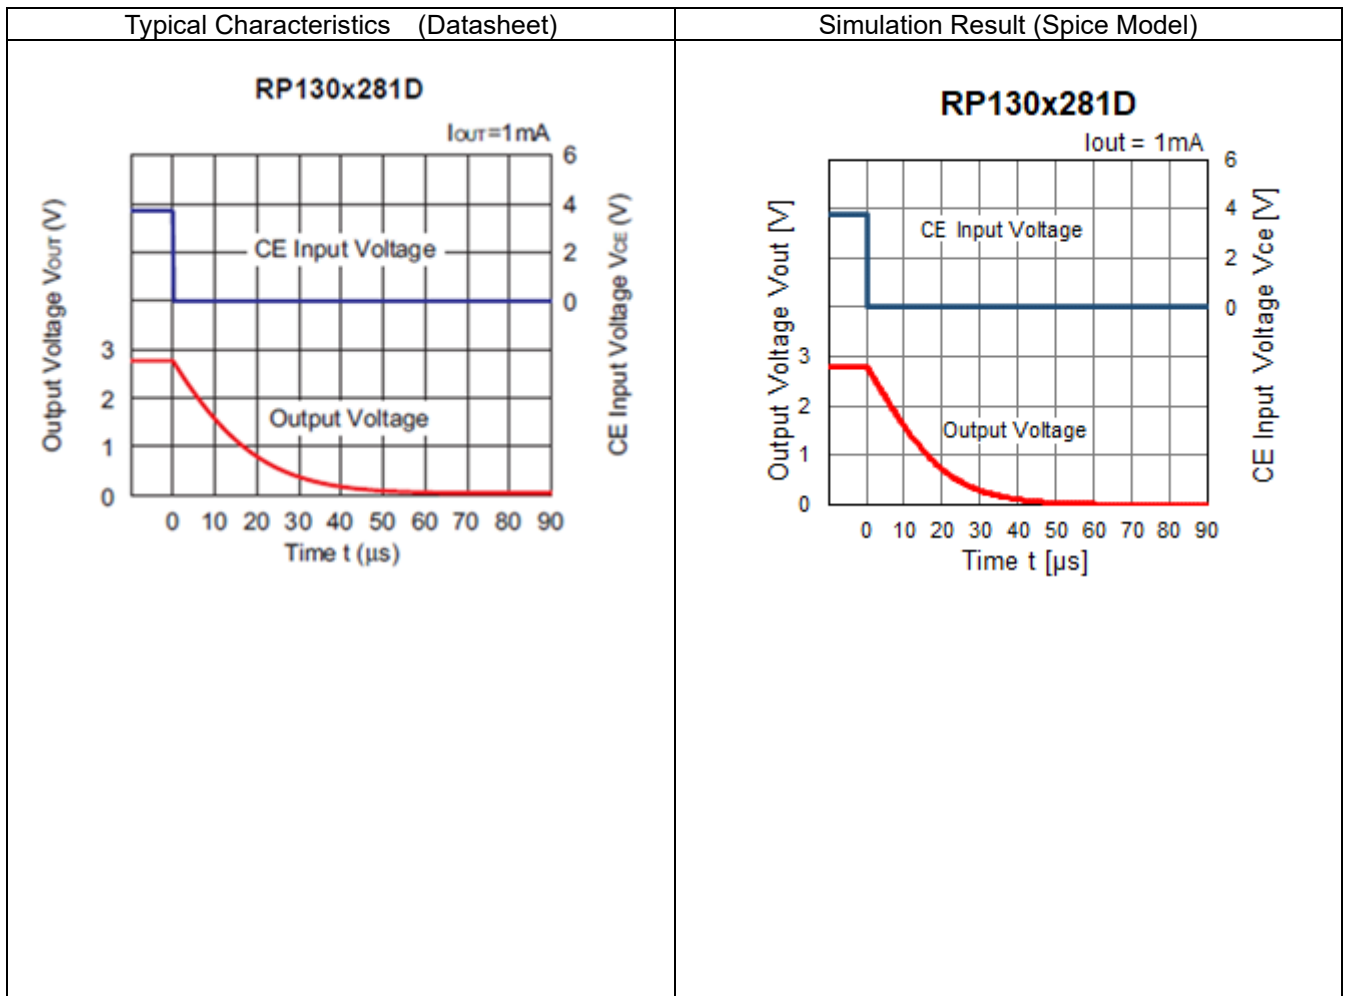 Typical Characteristics (Datasheet)
Simulation Result (Spice Model)
RP130x281D
IOUT=1mA
6
4
2
0
CE Input Voltage
3
2
1
0
Output Voltage
Output Voltage VOUT (V)
CE Input Voltage VCE (V)
0 10 20 30 40 50 60 70 80 90
Time t (μs)
RP130x281D
Iout = 1mA
6
4
2
0
CE Input Voltage
3
2
1
0
Output Voltage
Output Voltage Vout [V]
CE Input Voltage Vce [V]
0 10 20 30 40 50 60 70 80 90
Time t [μs]